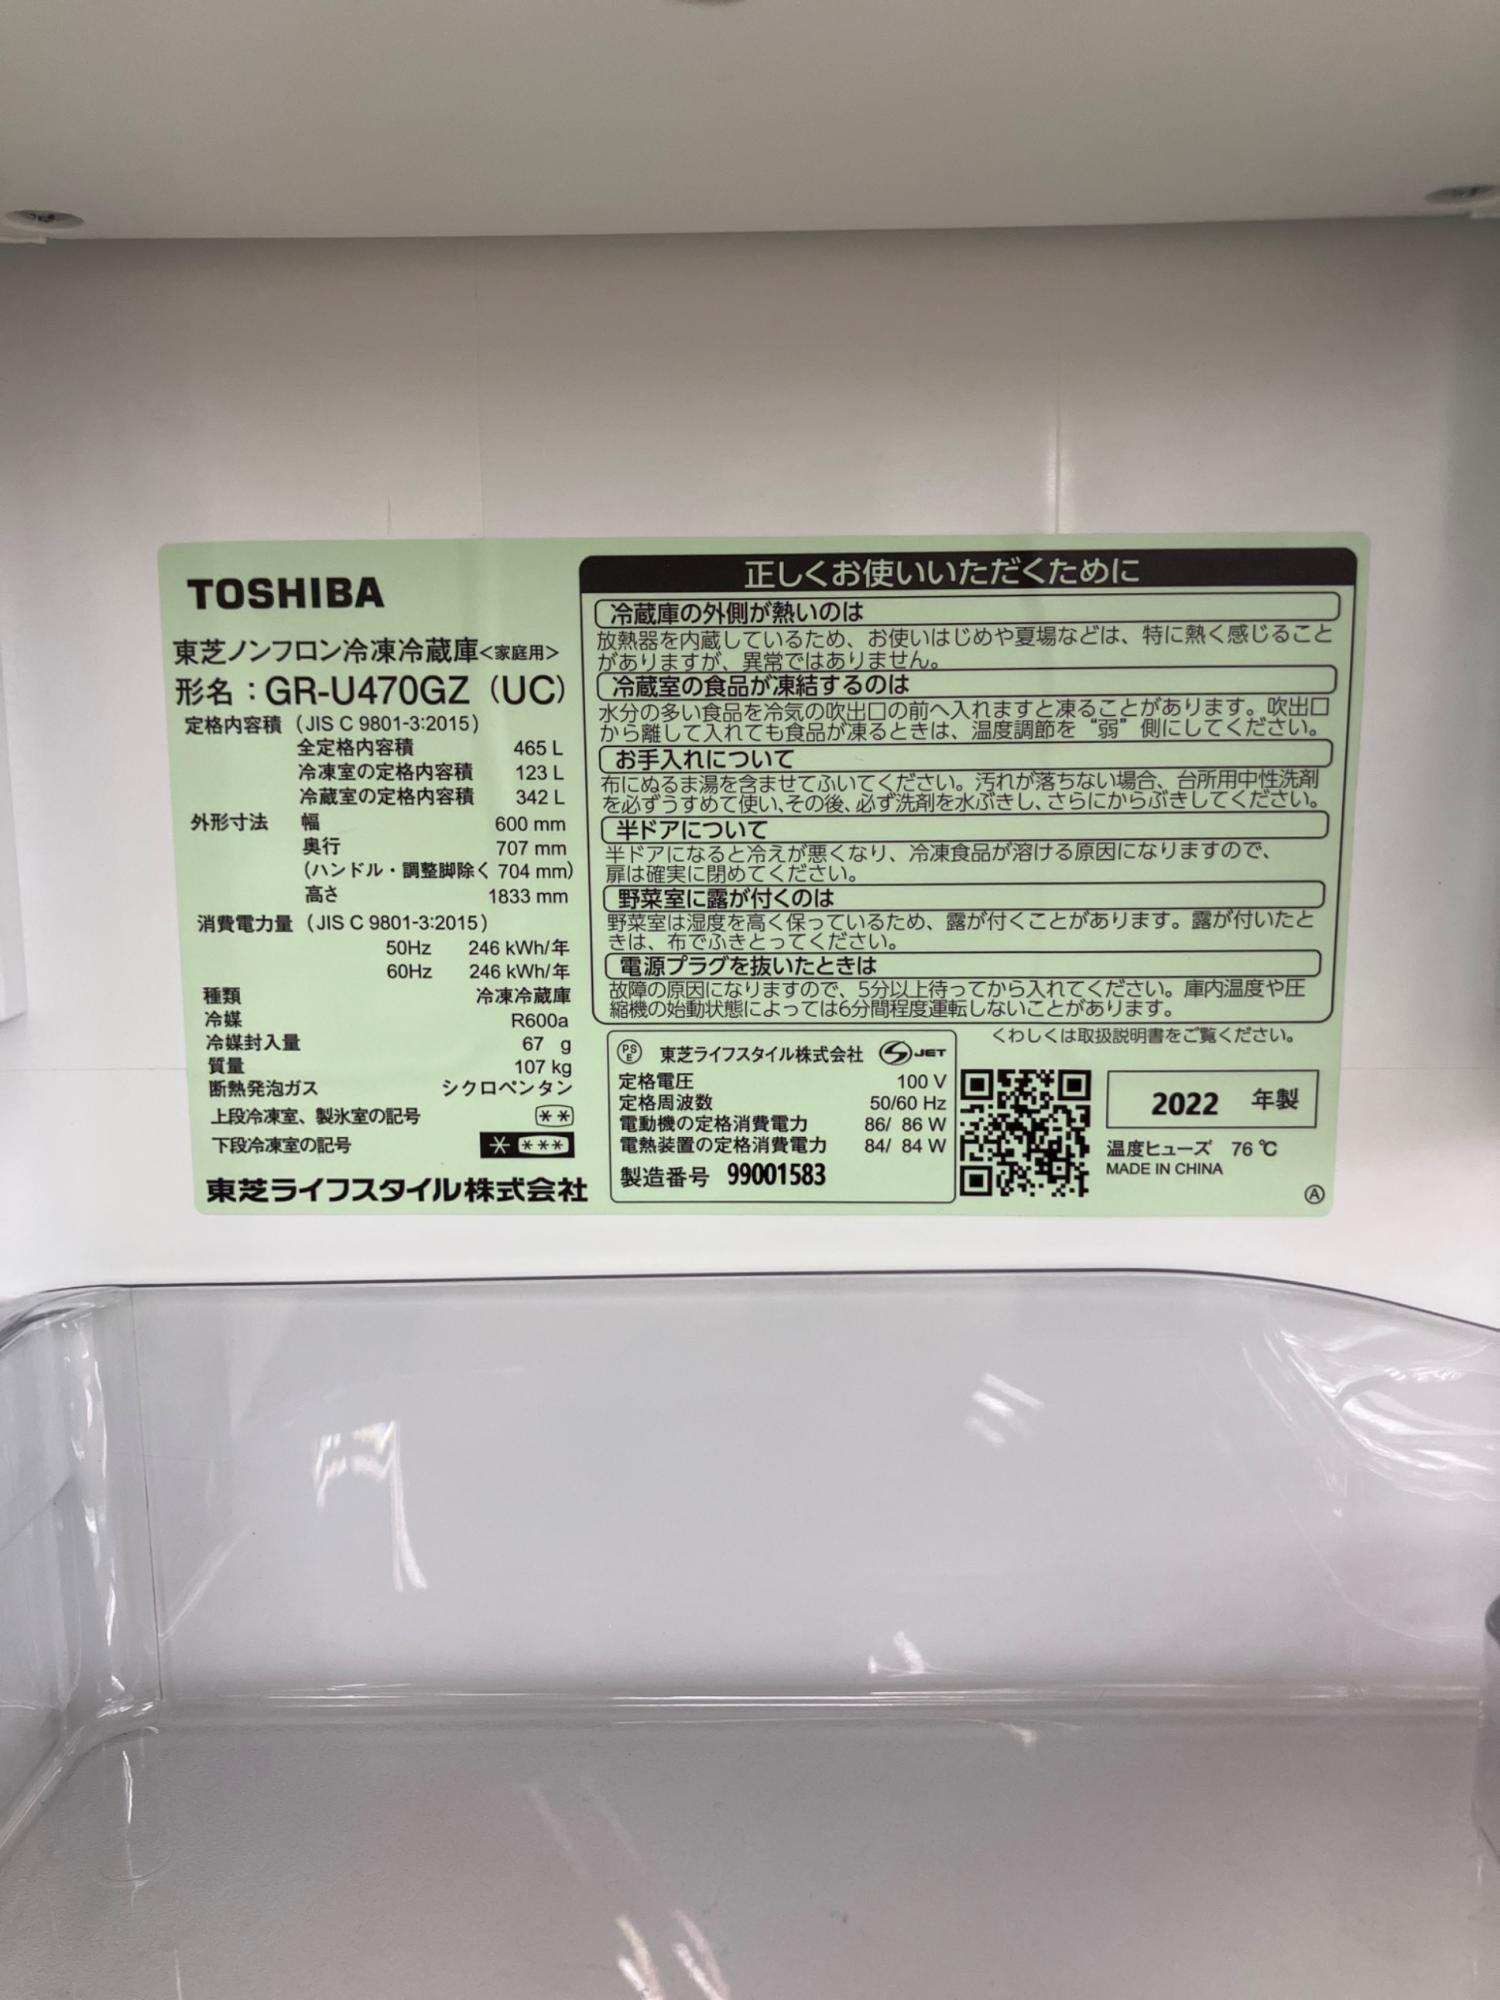 TOSHIBA
東芝ノンフロン冷凍冷蔵庫<家庭用>
形名：GR-U470GZ（UC）
定格内容積（JIS C 9801-3:2015）
全定格内容積 465 L
冷凍室の定格内容積 123 L
冷蔵室の定格内容積 342 L
外形寸法 幅 600 mm
奥行 707 mm
(ハンドル・調整脚除く 704 mm)
高さ 1833 mm
消費電力量（JIS C 9801-3:2015）
50Hz 246 kWh/年
60Hz 246 kWh/年
種類 冷凍冷蔵庫
冷媒 R600a
冷媒封入量 67 g
質量 107 kg
断熱発泡ガス シクロペンタン
上段冷凍室、製氷室の記号 **
下段冷凍室の記号 * ***
東芝ライフスタイル株式会社
正しくお使いいただくために
冷蔵庫の外側が熱いのは
放熱器を内蔵しているため、お使いはじめや夏場などは、特に熱く感じること
がありますが、異常ではありません。
冷蔵室の食品が凍結するのは
水分の多い食品を冷気の吹出口の前へ入れますと凍ることがあります。吹出口
から離して入れても食品が凍るときは、温度調節を“弱”側にしてください。
お手入れについて
布にぬるま湯を含ませてふいてください。汚れが落ちない場合、台所用中性洗剤
を必ずうすめて使い、その後、必ず洗剤を水ぶきし、さらにからぶきしてください。
半ドアについて
半ドアになると冷えが悪くなり、冷凍食品が溶ける原因になりますので、
扉は確実に閉めてください。
野菜室に露が付くのは
野菜室は湿度を高く保っているため、露が付くことがあります。露が付いたと
きは、布でふきとってください。
電源プラグを抜いたときは
故障の原因になりますので、5分以上待ってから入れてください。庫内温度や圧
縮機の始動状態によっては6分間程度運転しないことがあります。
くわしくは取扱説明書をご覧ください。
PSE 東芝ライフスタイル株式会社 JET
定格電圧 100 V
定格周波数 50/60 Hz
電動機の定格消費電力 86/ 86 W
電熱装置の定格消費電力 84/ 84 W
製造番号 99001583
2022 年製
温度ヒューズ 76 ℃
MADE IN CHINA
Ⓐ